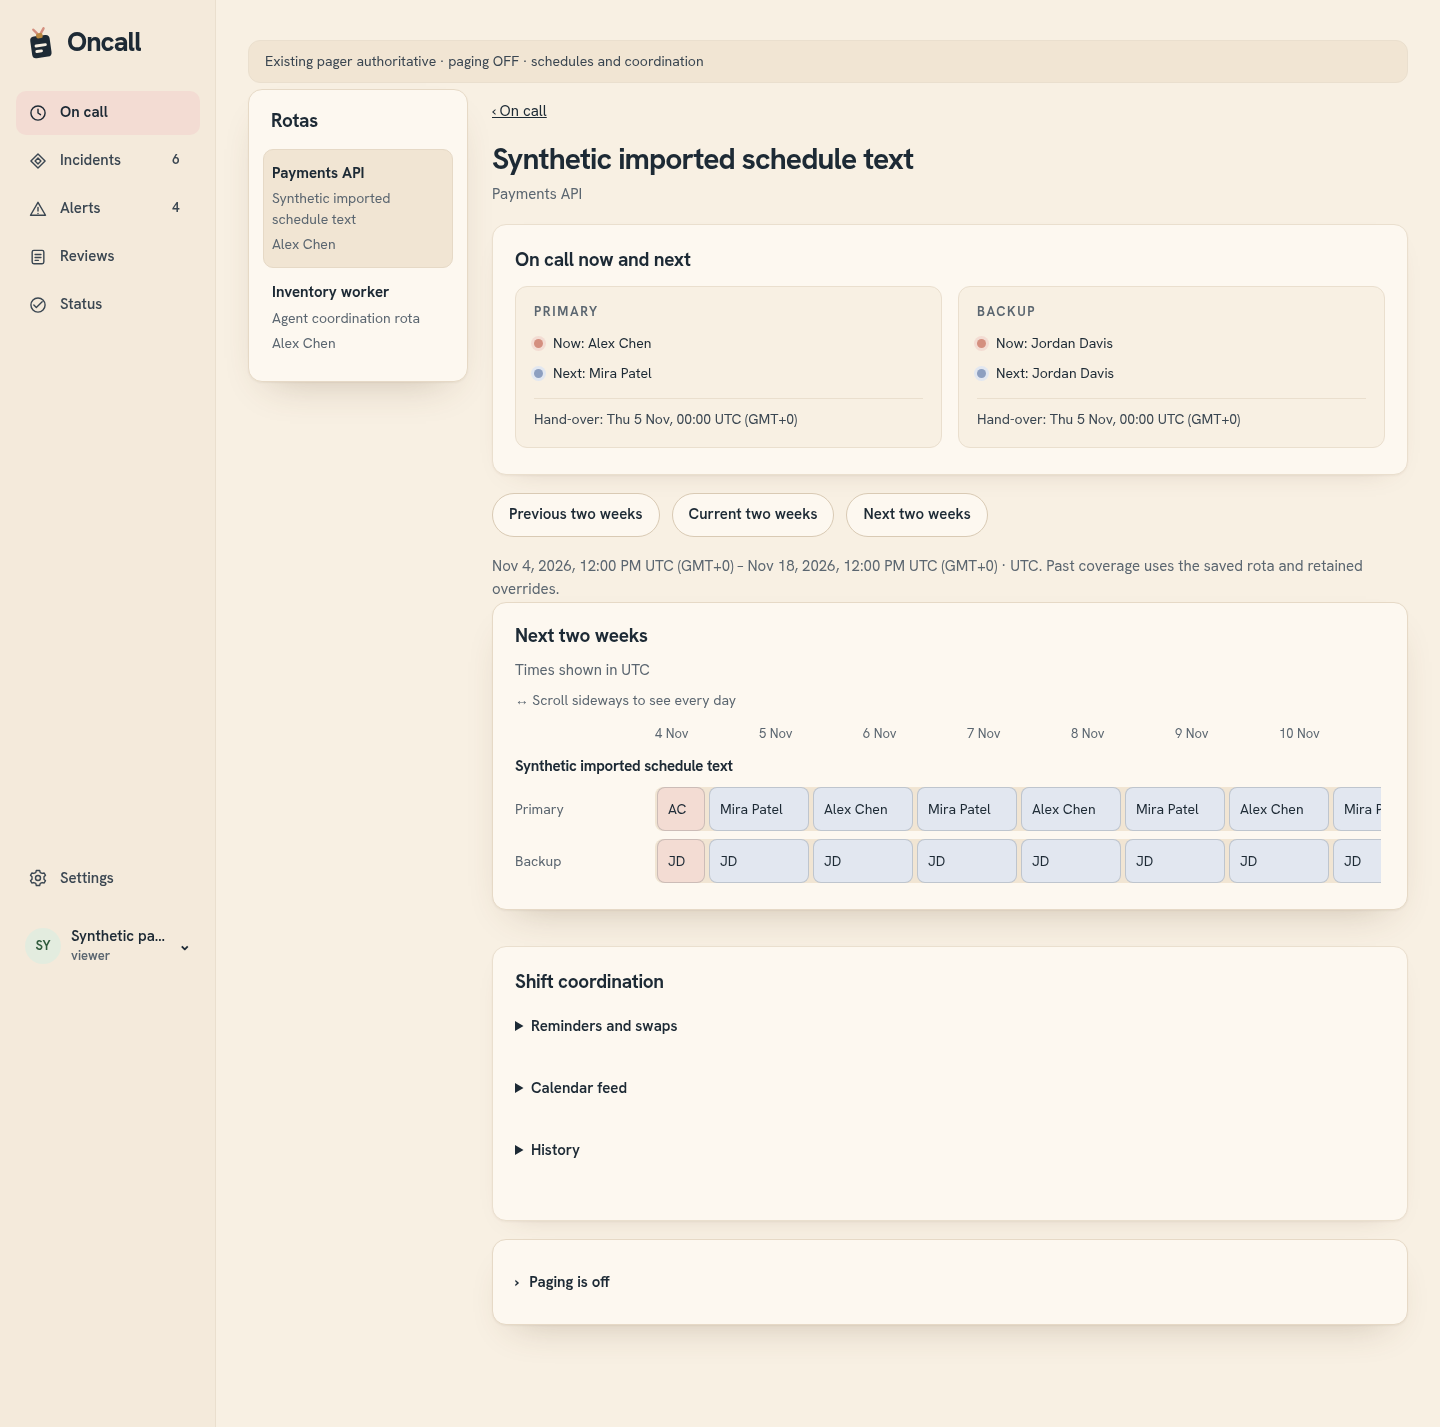 Oncall
On call
Incidents 6
Alerts 4
Reviews
Status
Settings
SY
Synthetic pa...
viewer
Existing pager authoritative · paging OFF · schedules and coordination
Rotas
Payments API
Synthetic imported
schedule text
Alex Chen
Inventory worker
Agent coordination rota
Alex Chen
‹ On call
Synthetic imported schedule text
Payments API
On call now and next
PRIMARY
Now: Alex Chen
Next: Mira Patel
Hand-over: Thu 5 Nov, 00:00 UTC (GMT+0)
BACKUP
Now: Jordan Davis
Next: Jordan Davis
Hand-over: Thu 5 Nov, 00:00 UTC (GMT+0)
Previous two weeks Current two weeks Next two weeks
Nov 4, 2026, 12:00 PM UTC (GMT+0) – Nov 18, 2026, 12:00 PM UTC (GMT+0) · UTC. Past coverage uses the saved rota and retained
overrides.
Next two weeks
Times shown in UTC
↔ Scroll sideways to see every day
4 Nov 5 Nov 6 Nov 7 Nov 8 Nov 9 Nov 10 Nov
Synthetic imported schedule text
Primary AC Mira Patel Alex Chen Mira Patel Alex Chen Mira Patel Alex Chen Mira P
Backup JD JD JD JD JD JD JD JD
Shift coordination
▶ Reminders and swaps
▶ Calendar feed
▶ History
› Paging is off